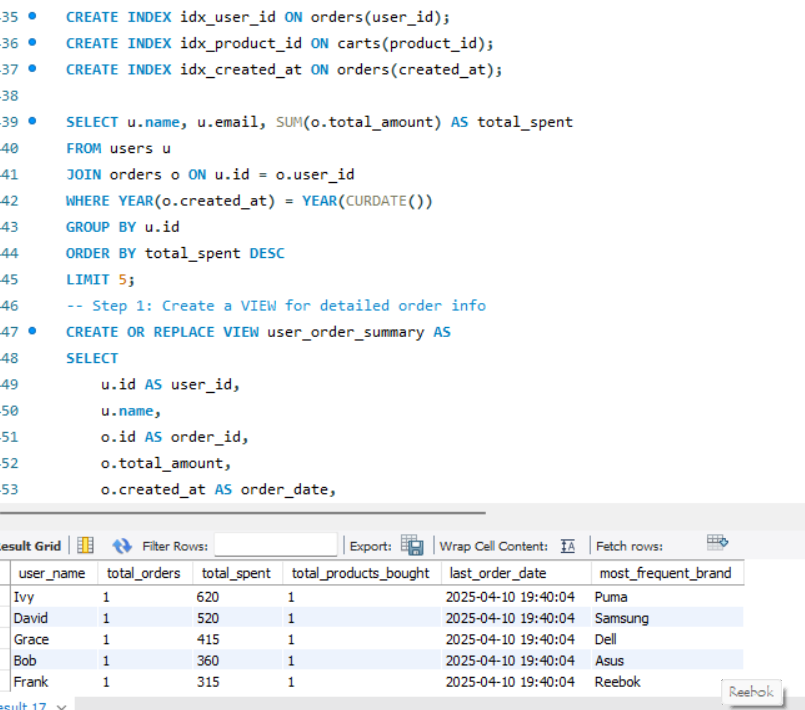 35 CREATE INDEX idx_user_id ON orders(user_id);
36 CREATE INDEX idx_product_id ON carts(product_id);
37 CREATE INDEX idx_created_at ON orders(created_at);
38
39 SELECT u.name, u.email, SUM(o.total_amount) AS total_spent
40 FROM users u
41 JOIN orders o ON u.id = o.user_id
42 WHERE YEAR(o.created_at) = YEAR(CURDATE())
43 GROUP BY u.id
44 ORDER BY total_spent DESC
45 LIMIT 5;
46 -- Step 1: Create a VIEW for detailed order info
47 CREATE OR REPLACE VIEW user_order_summary AS
48 SELECT
49 u.id AS user_id,
50 u.name,
51 o.id AS order_id,
52 o.total_amount,
53 o.created_at AS order_date,
esult Grid Filter Rows: Export: Wrap Cell Content: IA Fetch rows:
user_name total_orders total_spent total_products_bought last_order_date most_frequent_brand
Ivy 1 620 1 2025-04-10 19:40:04 Puma
David 1 520 1 2025-04-10 19:40:04 Samsung
Grace 1 415 1 2025-04-10 19:40:04 Dell
Bob 1 360 1 2025-04-10 19:40:04 Asus
Frank 1 315 1 2025-04-10 19:40:04 Reebok
Reebok
esult 17